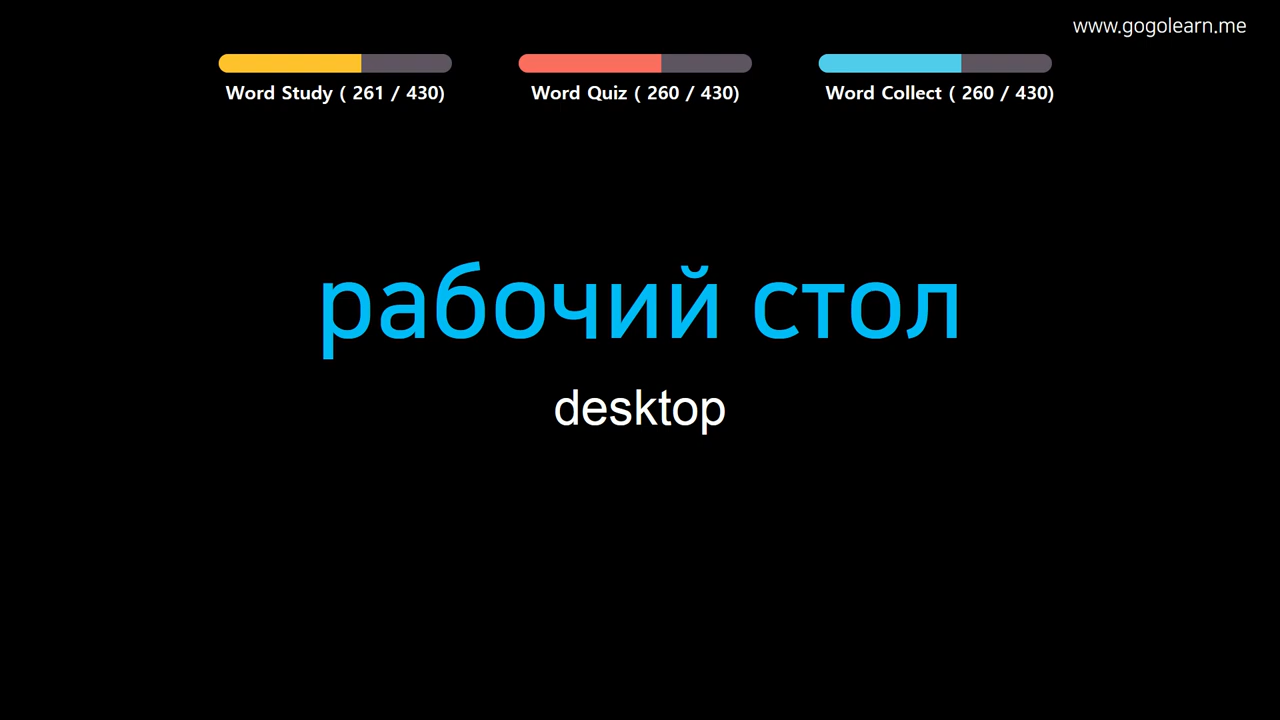 www.gogolearn.me
Word Study ( 261 / 430)
Word Quiz ( 260 / 430)
Word Collect ( 260 / 430)
рабочий стол
desktop